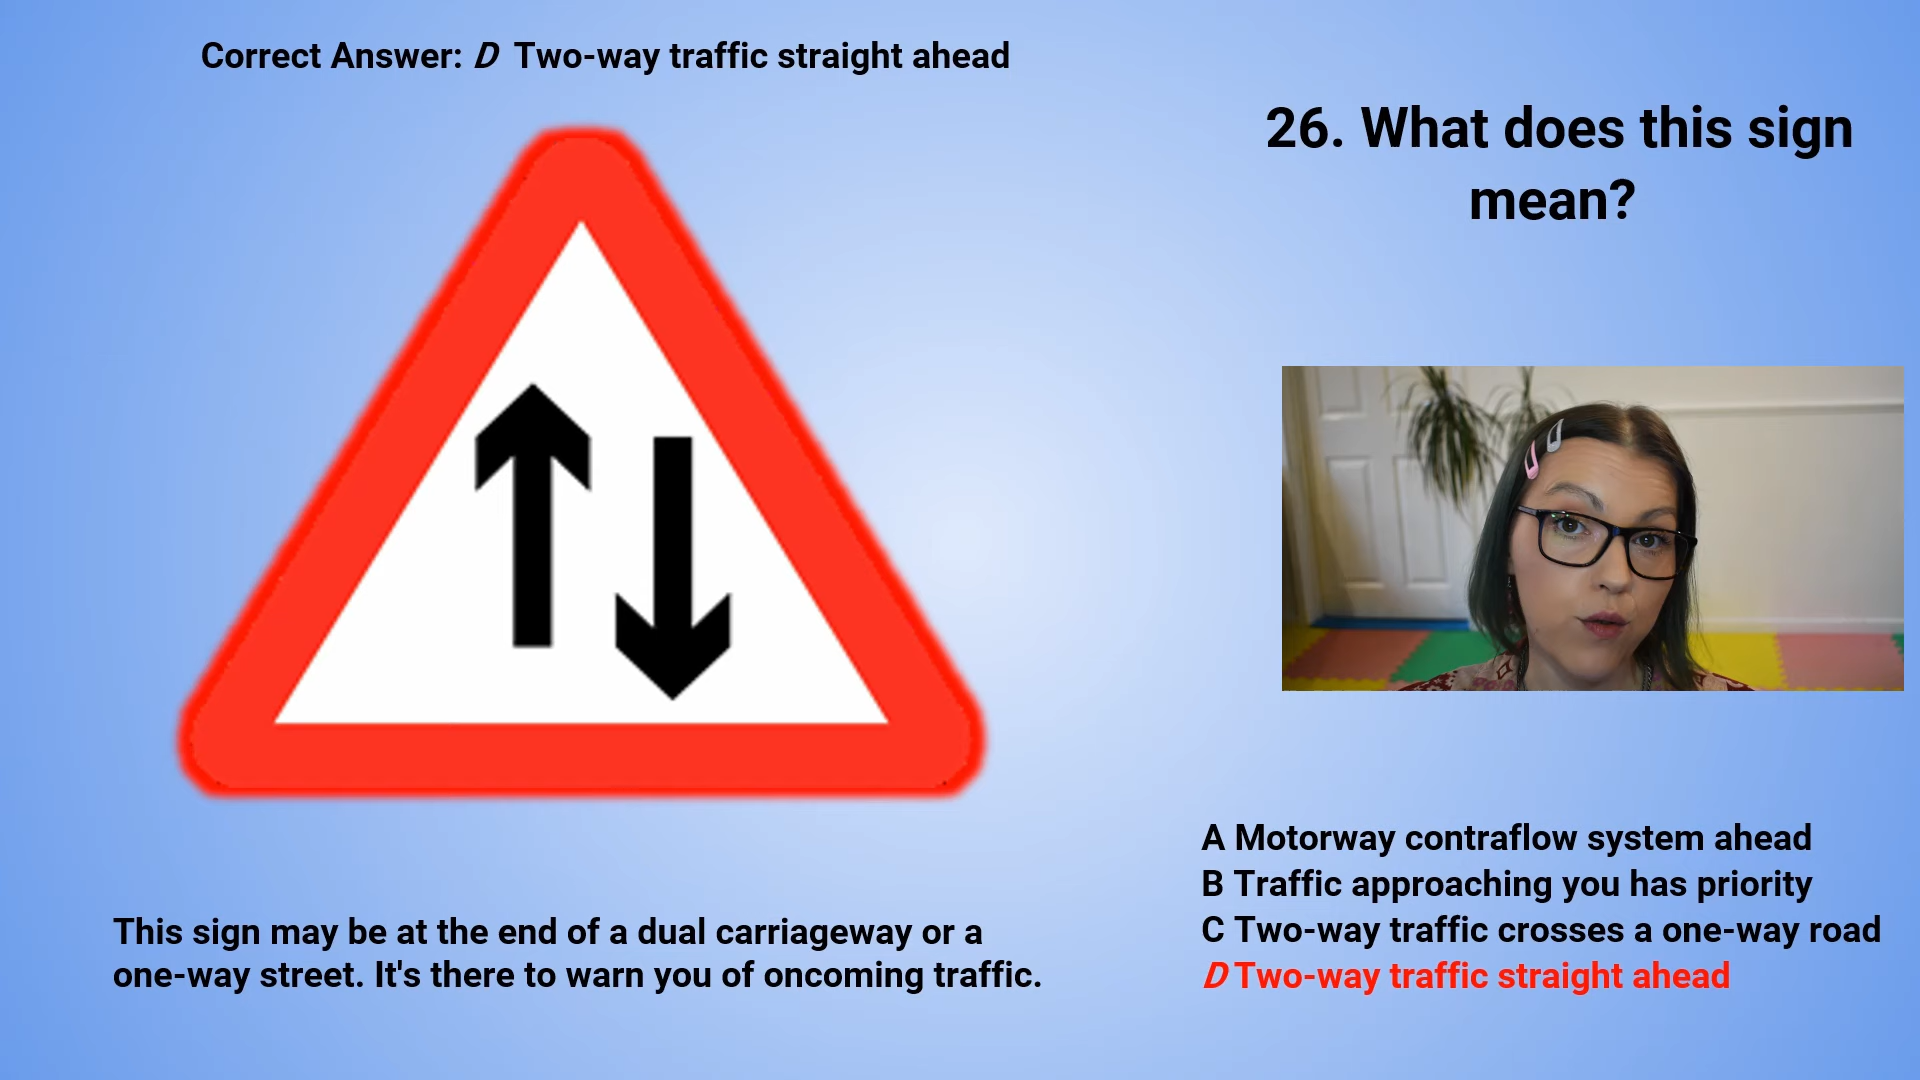 Correct Answer: D Two-way traffic straight ahead
26. What does this sign
mean?
A Motorway contraflow system ahead
B Traffic approaching you has priority
C Two-way traffic crosses a one-way road
D Two-way traffic straight ahead
This sign may be at the end of a dual carriageway or a
one-way street. It's there to warn you of oncoming traffic.